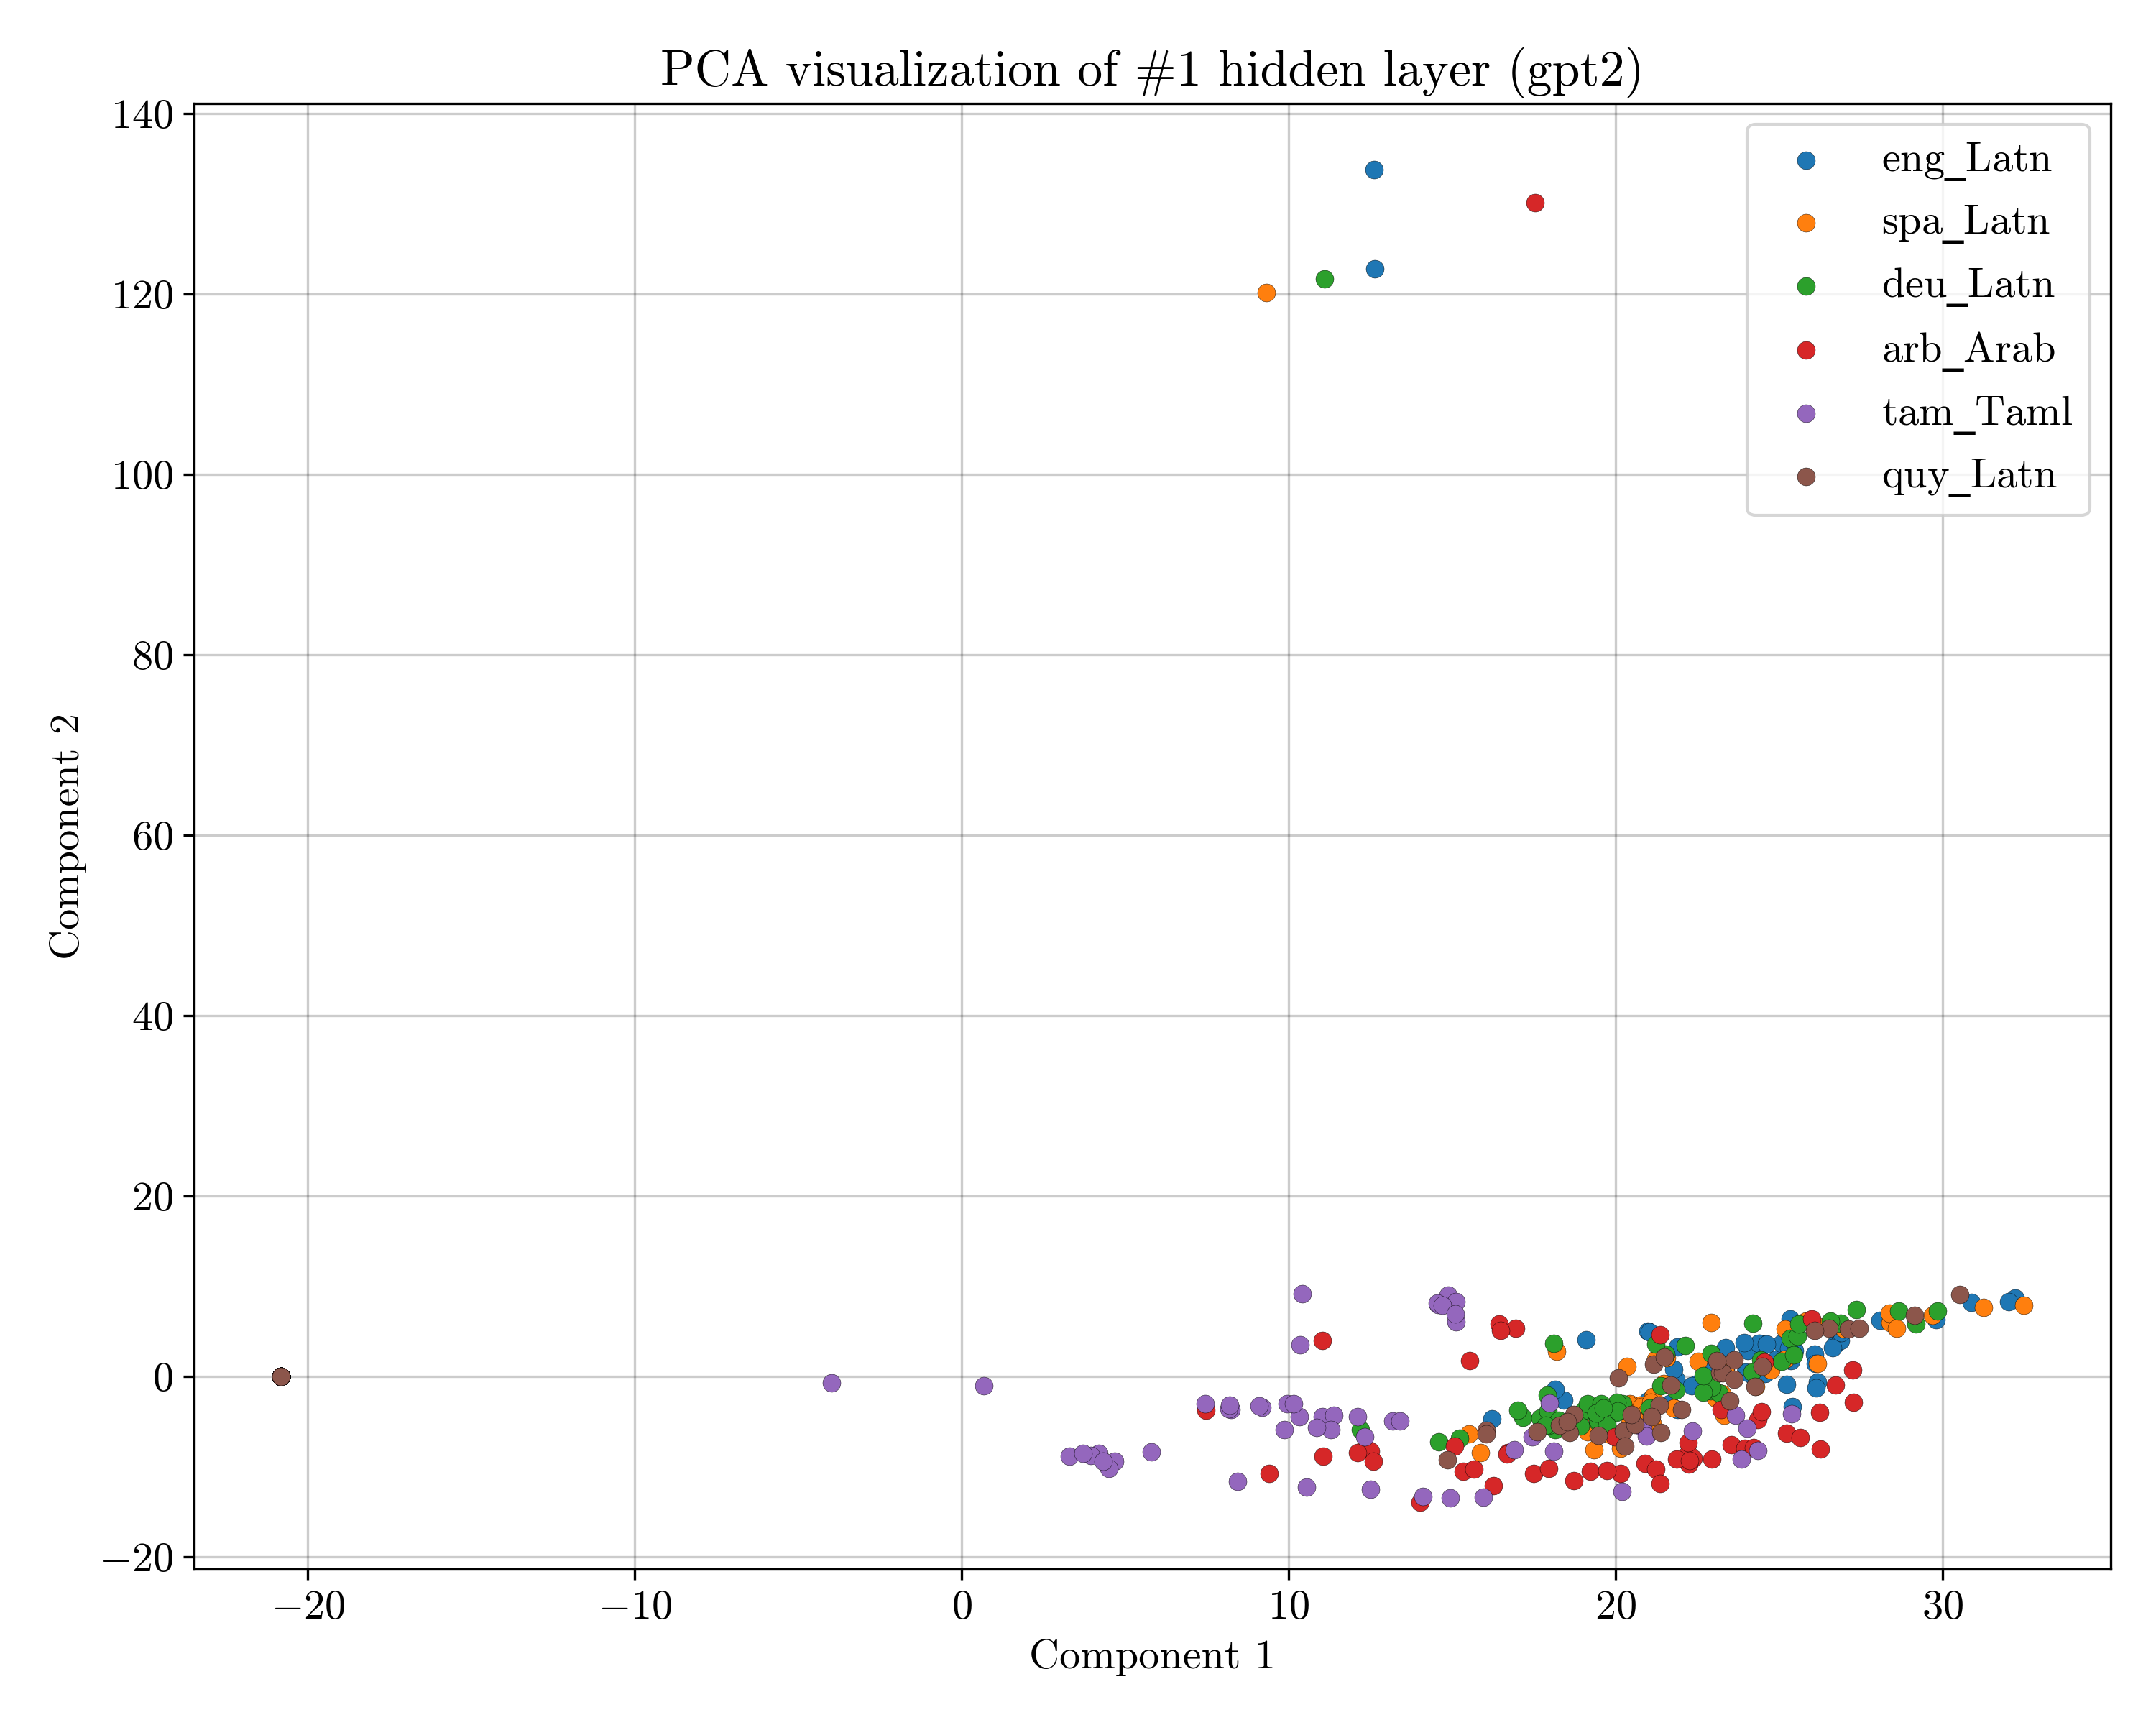 PCA visualization of #1 hidden layer (gpt2)
140
120
100
80
60
40
20
0
−20
Component 2
eng_Latn
spa_Latn
deu_Latn
arb_Arab
tam_Taml
quy_Latn
−20 −10 0 10 20 30
Component 1